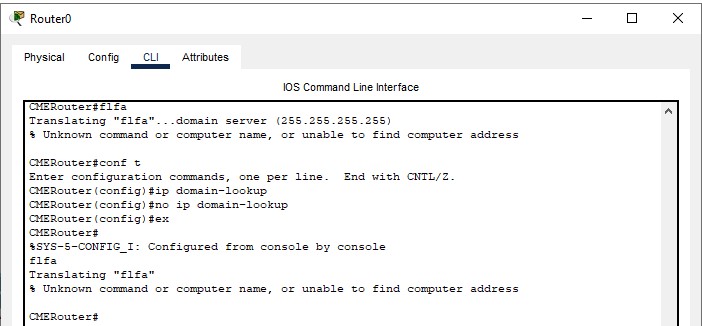 Router0
Physical Config CLI Attributes
IOS Command Line Interface
CMERouter#flfa
Translating "flfa"...domain server (255.255.255.255)
% Unknown command or computer name, or unable to find computer address
CMERouter#conf t
Enter configuration commands, one per line.  End with CNTL/Z.
CMERouter(config)#ip domain-lookup
CMERouter(config)#no ip domain-lookup
CMERouter(config)#ex
CMERouter#
%SYS-5-CONFIG_I: Configured from console by console
flfa
Translating "flfa"
% Unknown command or computer name, or unable to find computer address
CMERouter#